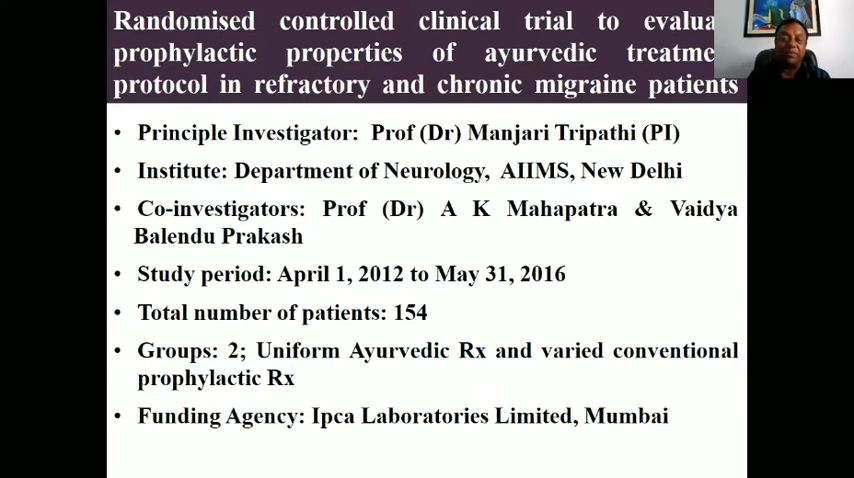 Randomised controlled clinical trial to evalua
prophylactic properties of ayurvedic treatme
protocol in refractory and chronic migraine patients
• Principle Investigator: Prof (Dr) Manjari Tripathi (PI)
• Institute: Department of Neurology, AIIMS, New Delhi
• Co-investigators: Prof (Dr) A K Mahapatra & Vaidya
Balendu Prakash
• Study period: April 1, 2012 to May 31, 2016
• Total number of patients: 154
• Groups: 2; Uniform Ayurvedic Rx and varied conventional
prophylactic Rx
• Funding Agency: Ipca Laboratories Limited, Mumbai